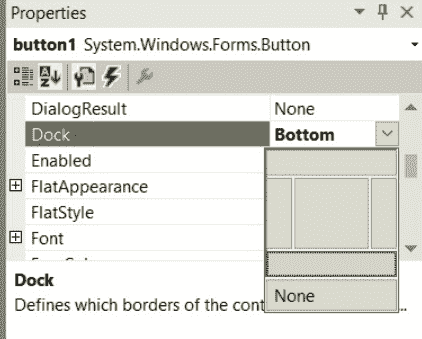 Properties
button1 System.Windows.Forms.Button
DialogResult None
Dock Bottom
Enabled
FlatAppearance
FlatStyle
Font
None
Dock
Defines which borders of the cont